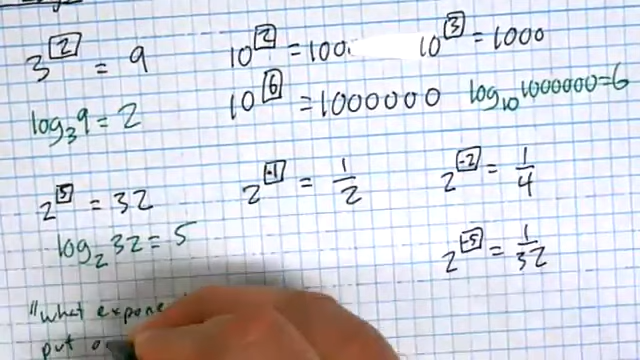 3^2 = 9
10^2 = 100
10^3 = 1000
10^6 = 1000000
log₁₀1000000=6
log₃9 = 2
2^5 = 32
2^-1 = 1/2
2^-2 = 1/4
log₂32 = 5
2^-5 = 1/32
"what
put